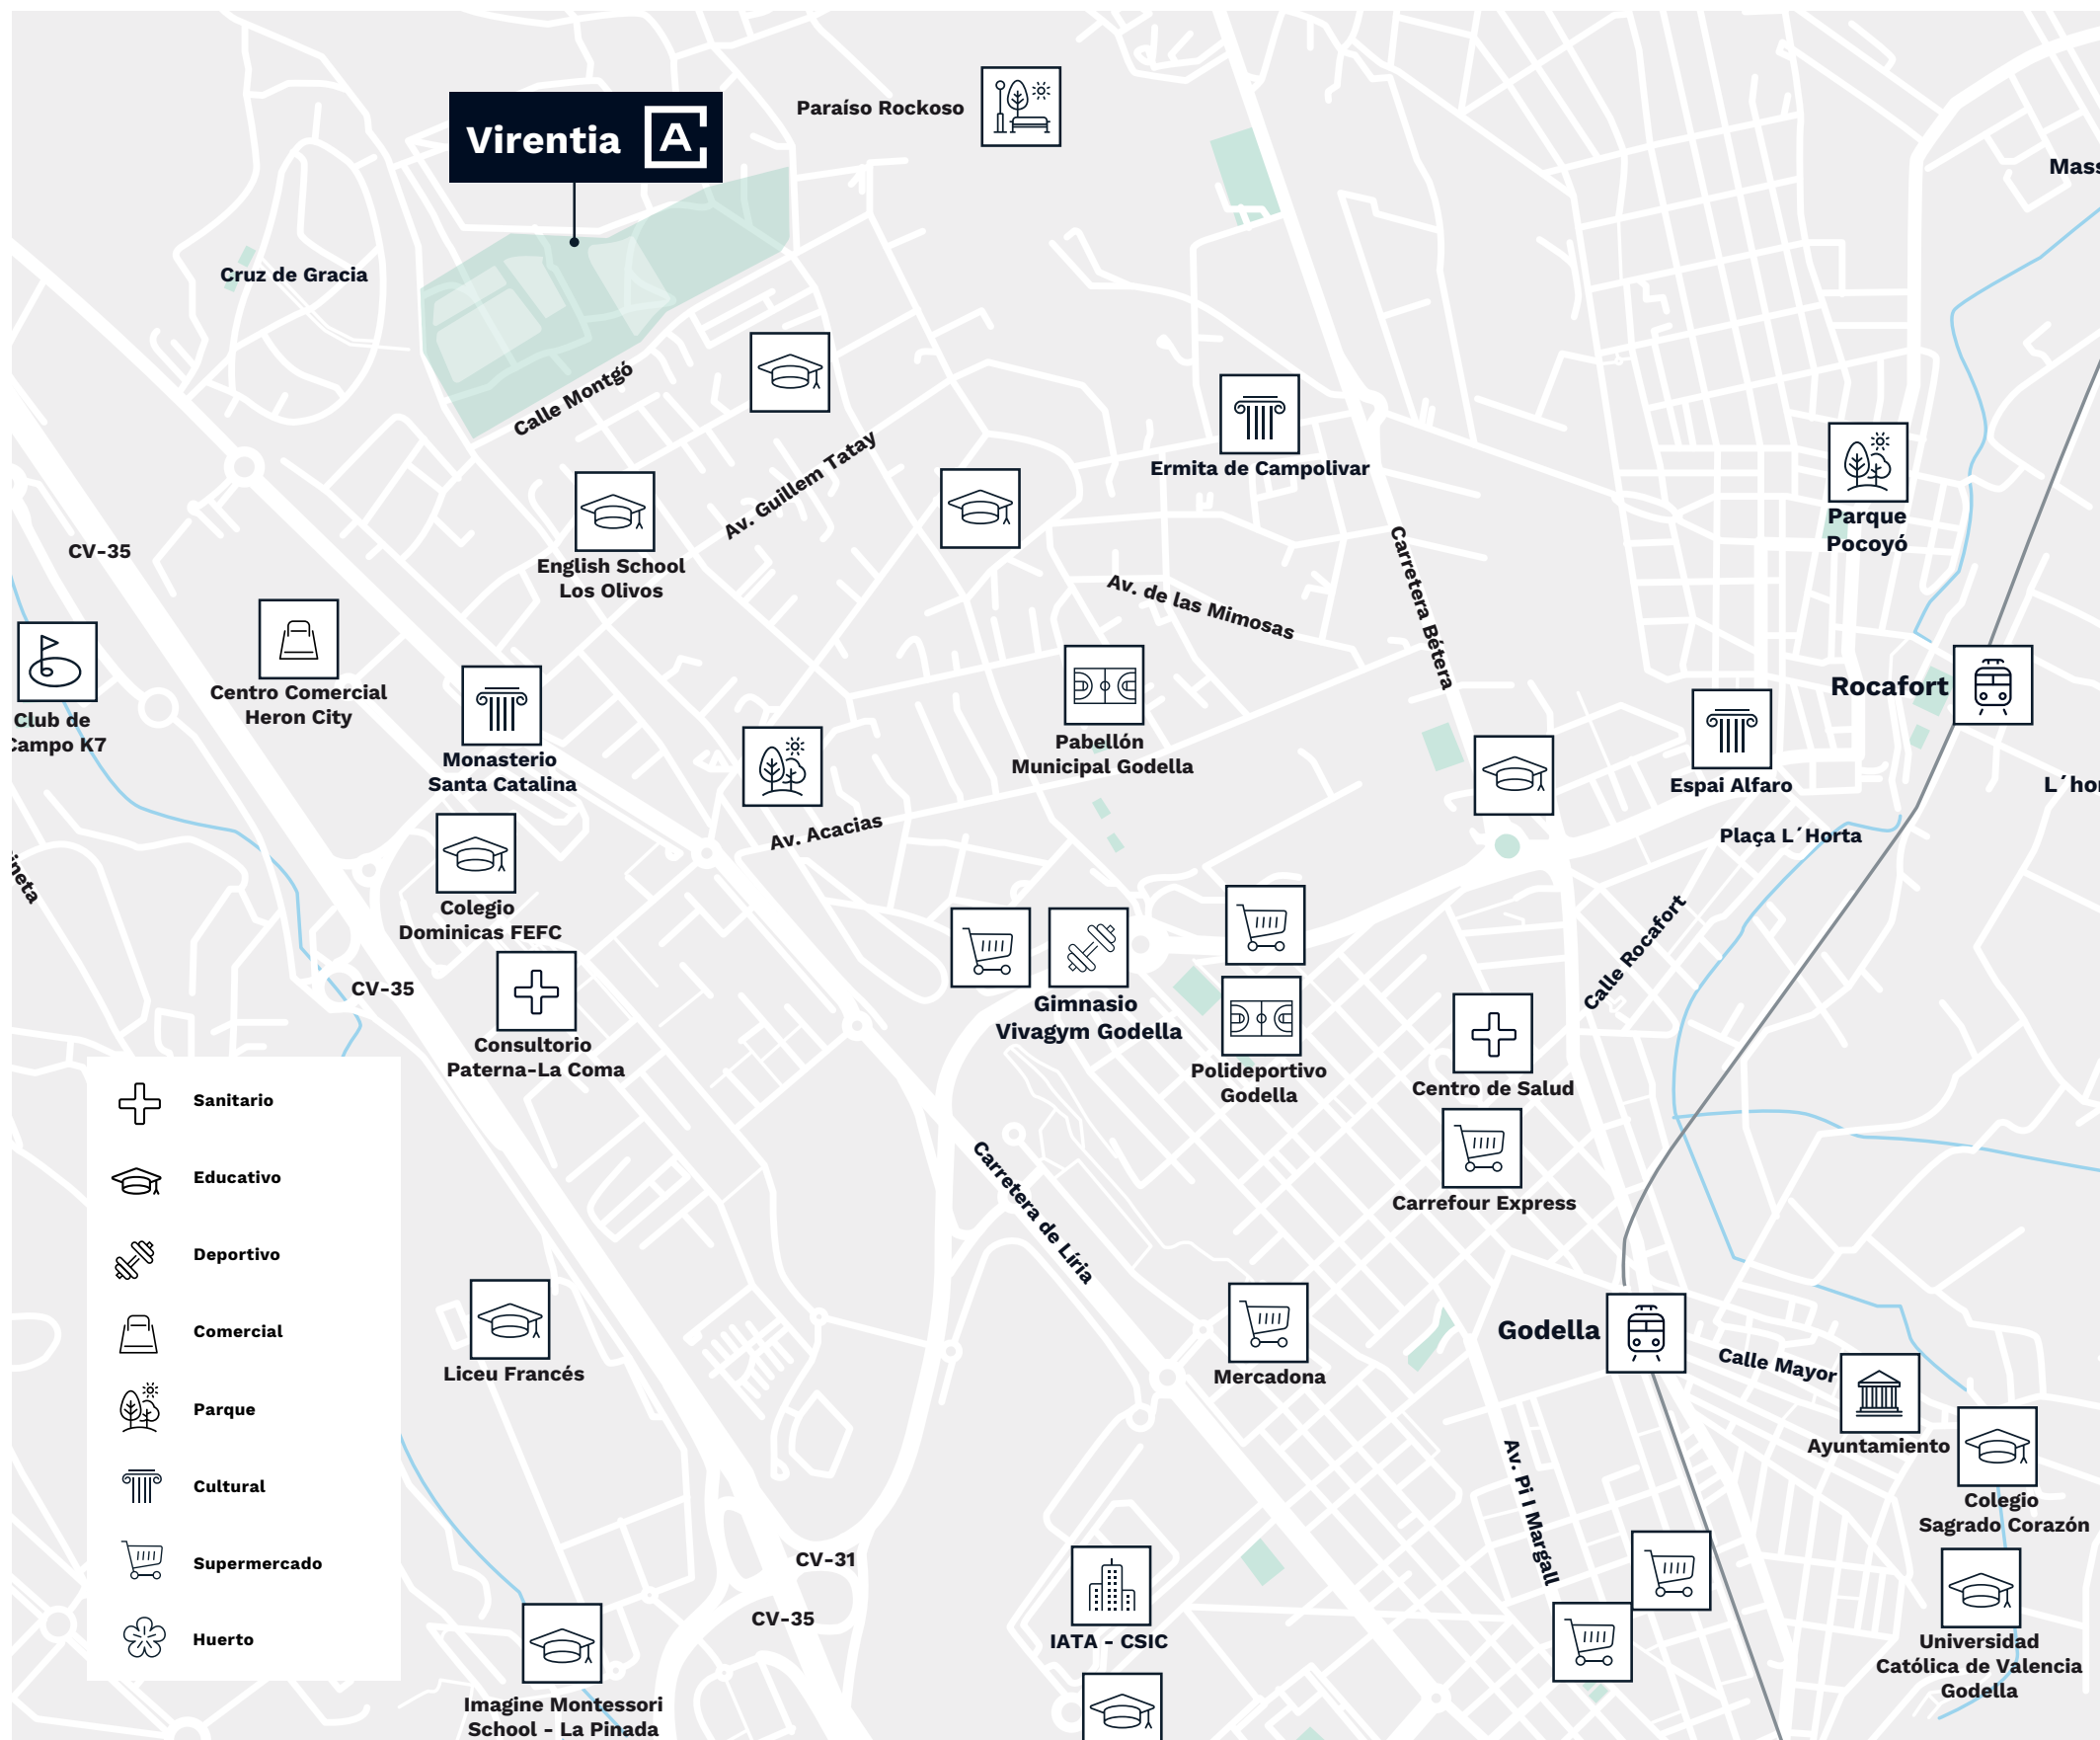 Virentia A
Paraíso Rockoso
Mass
Cruz de Gracia
Calle Montgó
Av. Guillem Tatay
Ermita de Campolivar
Parque
Pocoyó
CV-35
English School
Los Olivos
Av. de las Mimosas
Carretera Bétera
Club de
Campo K7
Centro Comercial
Heron City
Monasterio
Santa Catalina
Pabellón
Municipal Godella
Rocafort
Espai Alfaro
L´hor
Plaça L´Horta
Av. Acacias
ineta
Colegio
Dominicas FEFC
CV-35
Consultorio
Paterna-La Coma
Gimnasio
Vivagym Godella
Polideportivo
Godella
Calle Rocafort
Centro de Salud
Carrefour Express
Carretera de Líria
Sanitario
Educativo
Deportivo
Comercial
Parque
Cultural
Supermercado
Huerto
Liceu Francés
Mercadona
Godella
Calle Mayor
Ayuntamiento
Colegio
Sagrado Corazón
Av. Pi I Margall
CV-31
CV-35
IATA - CSIC
Universidad
Católica de Valencia
Godella
Imagine Montessori
School - La Pinada